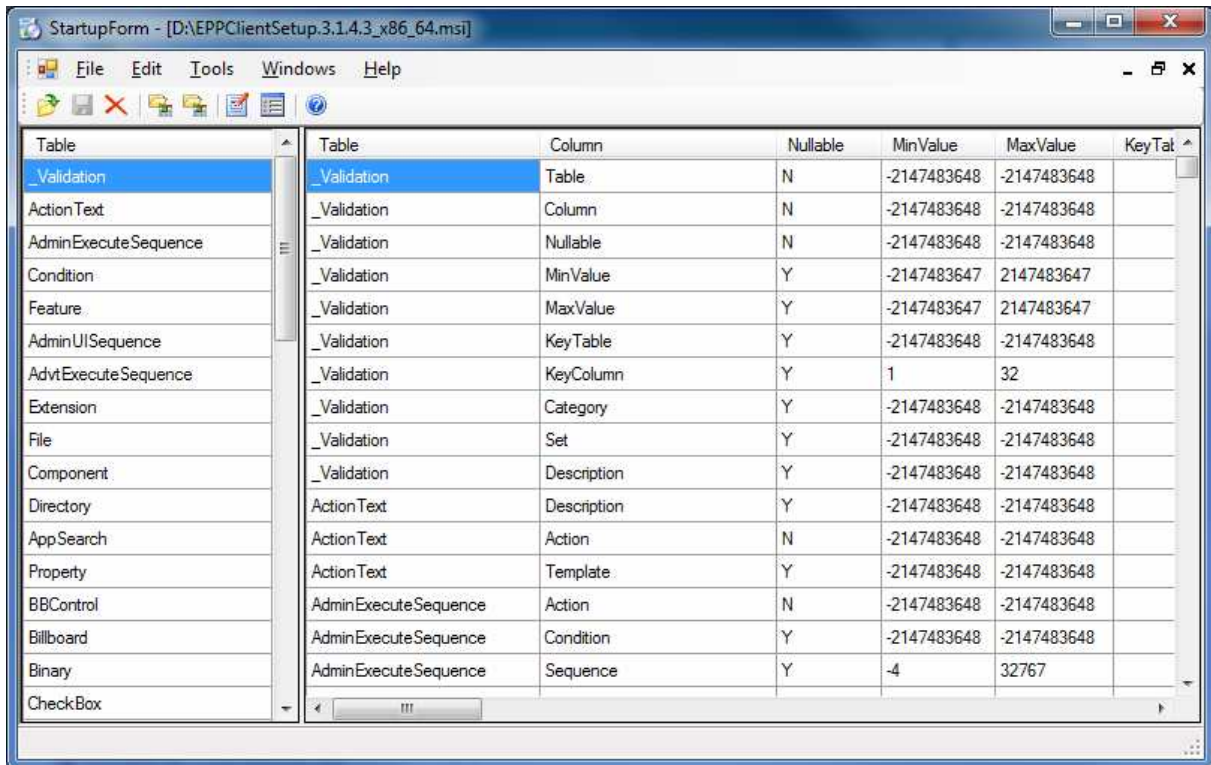 StartupForm - [D:\EPPClientSetup.3.1.4.3_x86_64.msi]
File Edit Tools Windows Help
Table
_Validation
ActionText
AdminExecuteSequence
Condition
Feature
AdminUISequence
AdvtExecuteSequence
Extension
File
Component
Directory
AppSearch
Property
BBControl
Billboard
Binary
CheckBox
Table Column Nullable MinValue MaxValue KeyTab
_Validation Table N -2147483648 -2147483648
_Validation Column N -2147483648 -2147483648
_Validation Nullable N -2147483648 -2147483648
_Validation MinValue Y -2147483647 2147483647
_Validation MaxValue Y -2147483647 2147483647
_Validation KeyTable Y -2147483648 -2147483648
_Validation KeyColumn Y 1 32
_Validation Category Y -2147483648 -2147483648
_Validation Set Y -2147483648 -2147483648
_Validation Description Y -2147483648 -2147483648
ActionText Description Y -2147483648 -2147483648
ActionText Action N -2147483648 -2147483648
ActionText Template Y -2147483648 -2147483648
AdminExecuteSequence Action N -2147483648 -2147483648
AdminExecuteSequence Condition Y -2147483648 -2147483648
AdminExecuteSequence Sequence Y -4 32767